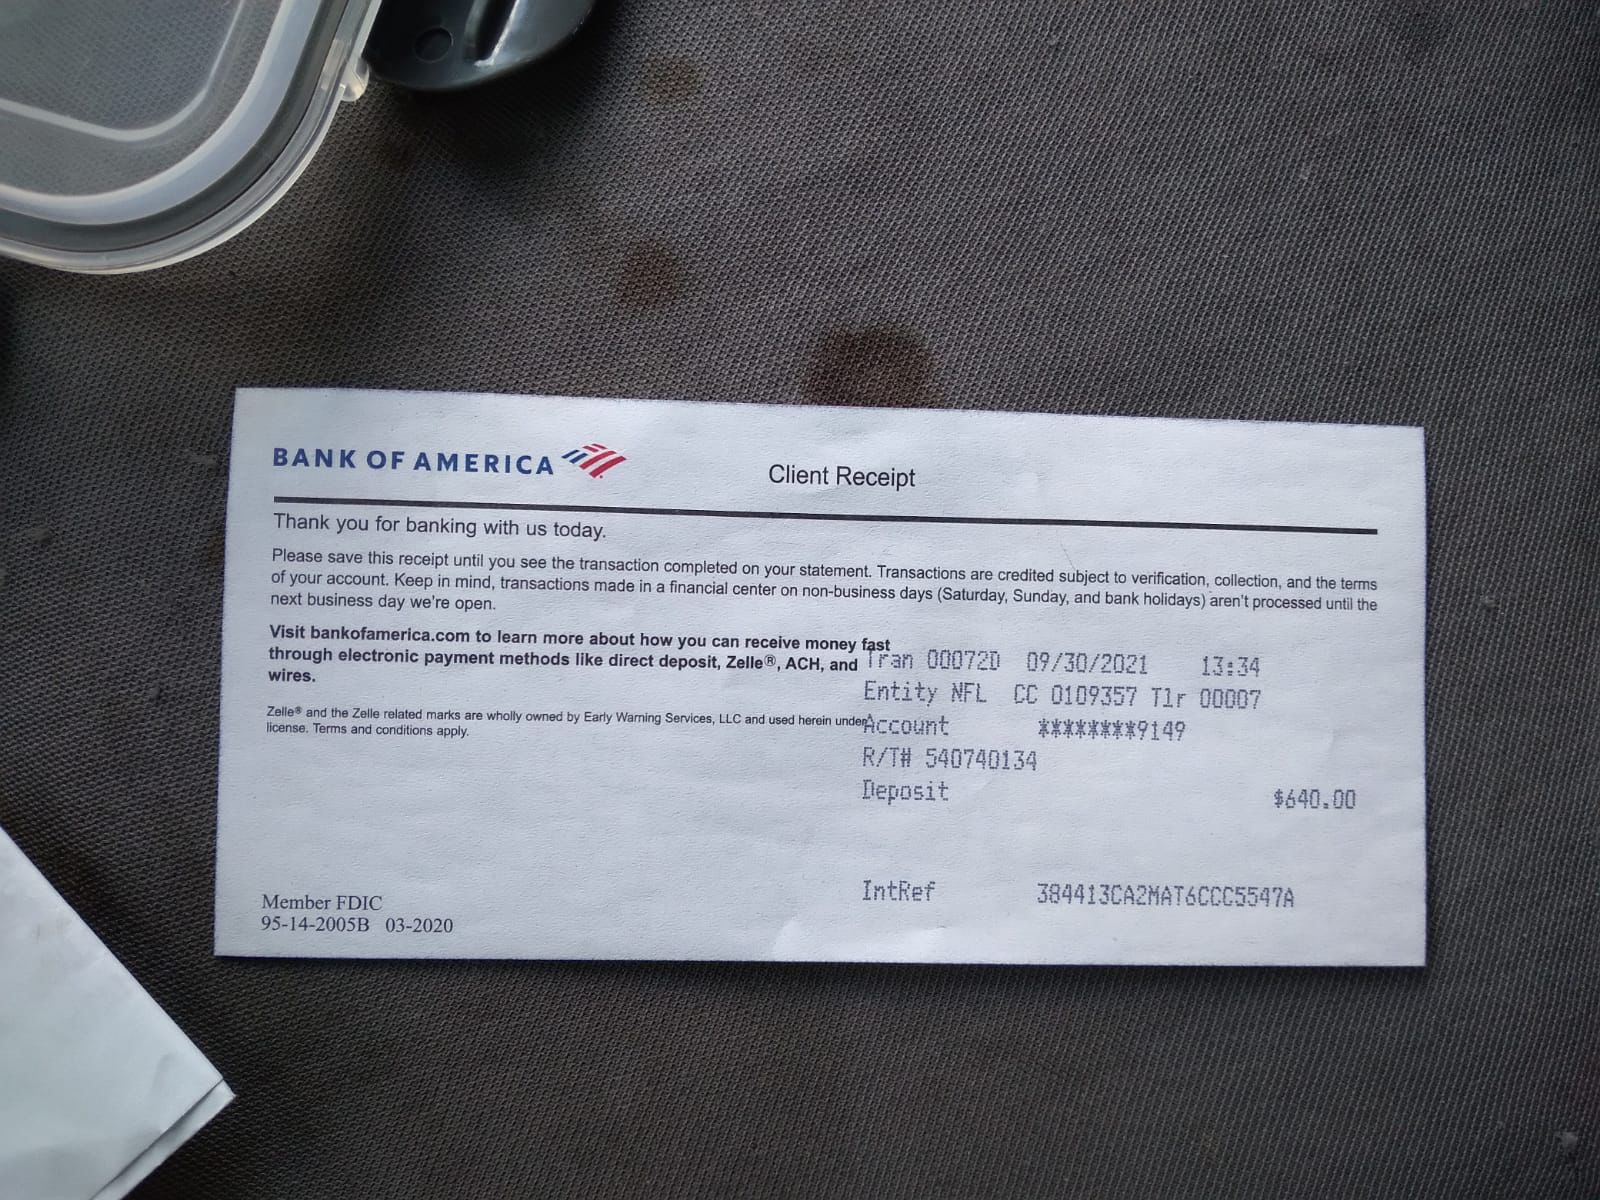 BANK OF AMERICA
Client Receipt
Thank you for banking with us today.
Please save this receipt until you see the transaction completed on your statement. Transactions are credited subject to verification, collection, and the terms
of your account. Keep in mind, transactions made in a financial center on non-business days (Saturday, Sunday, and bank holidays) aren't processed until the
next business day we're open.
Visit bankofamerica.com to learn more about how you can receive money fast
through electronic payment methods like direct deposit, Zelle®, ACH, and
wires.
Zelle® and the Zelle related marks are wholly owned by Early Warning Services, LLC and used herein under
license. Terms and conditions apply.
Tran 00072D 09/30/2021 13:34
Entity NFL CC 0109357 Tlr 00007
Account ********9149
R/T# 540740134
Deposit $640.00
IntRef 384413CA2MAT6CCC5547A
Member FDIC
95-14-2005B 03-2020